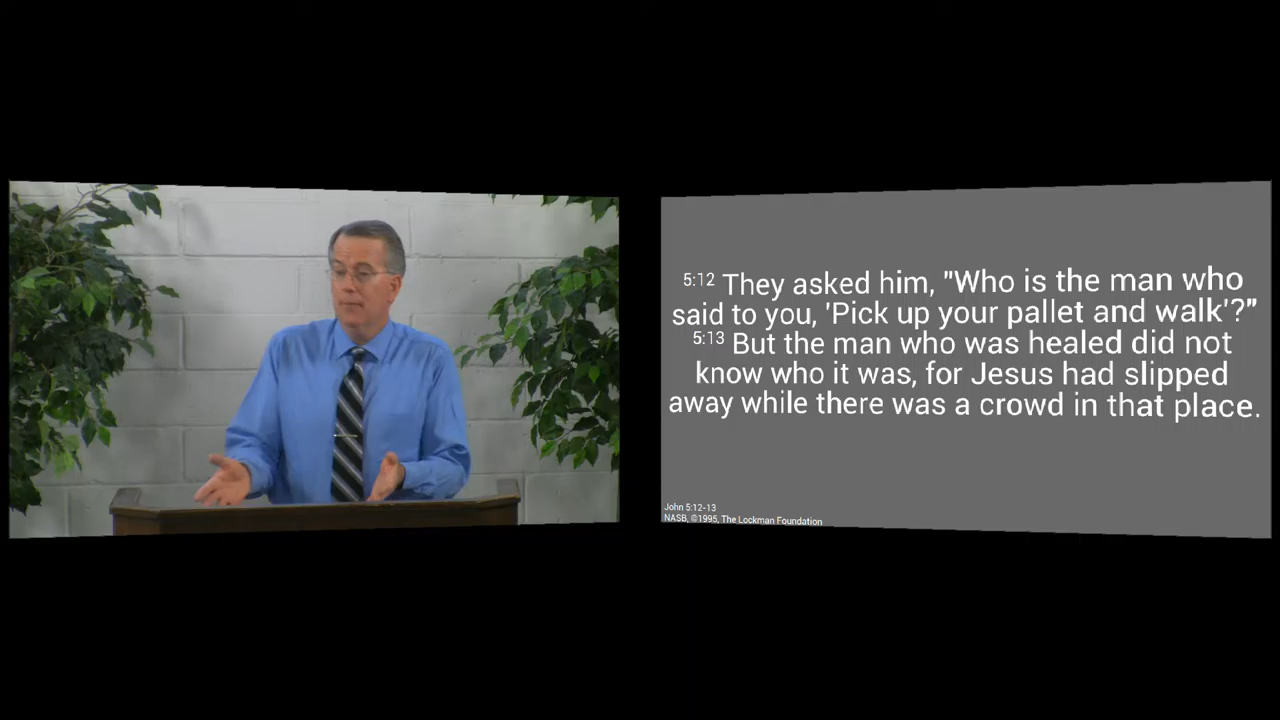 5:12 They asked him, "Who is the man who
said to you, 'Pick up your pallet and walk'?"
5:13 But the man who was healed did not
know who it was, for Jesus had slipped
away while there was a crowd in that place.
John 5:12-13
NASB, ©1995, The Lockman Foundation